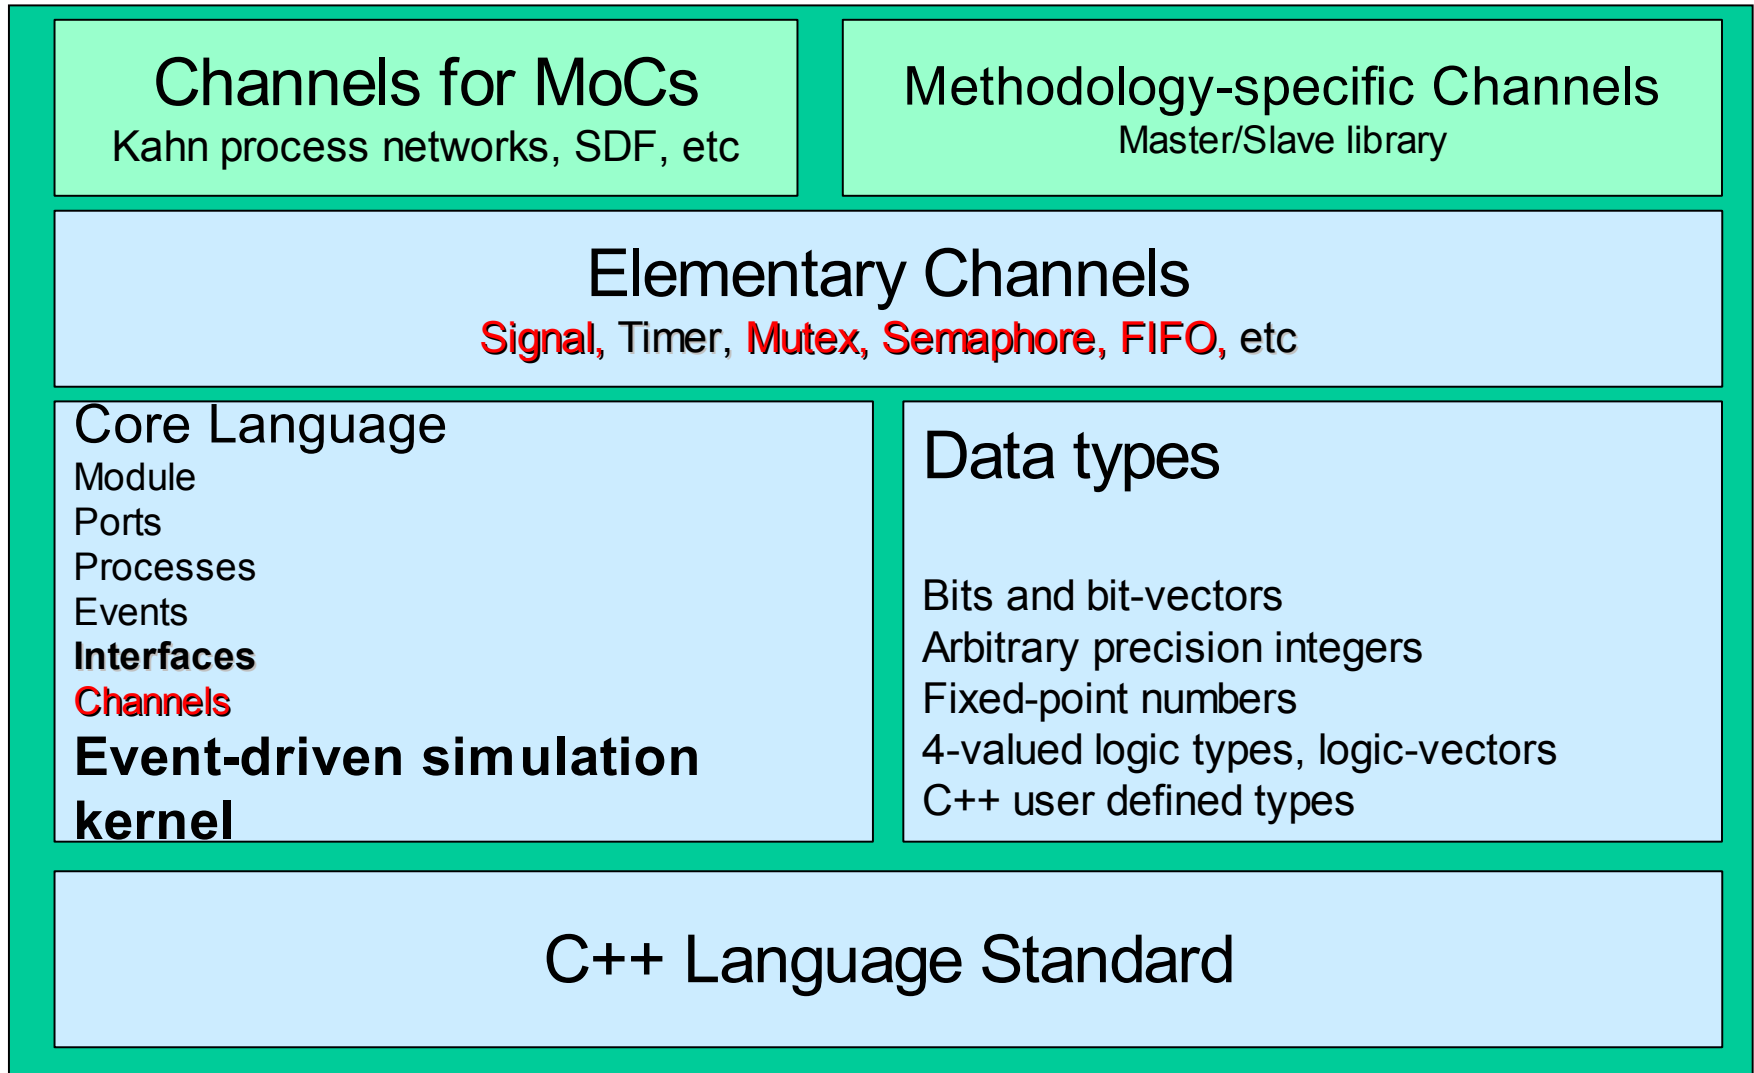 Channels for MoCs
Kahn process networks, SDF, etc
Methodology-specific Channels
Master/Slave library
Elementary Channels
Signal, Timer, Mutex, Semaphore, FIFO, etc
Core Language
Module
Ports
Processes
Events
Interfaces
Channels
Event-driven simulation
kernel
Data types
Bits and bit-vectors
Arbitrary precision integers
Fixed-point numbers
4-valued logic types, logic-vectors
C++ user defined types
C++ Language Standard